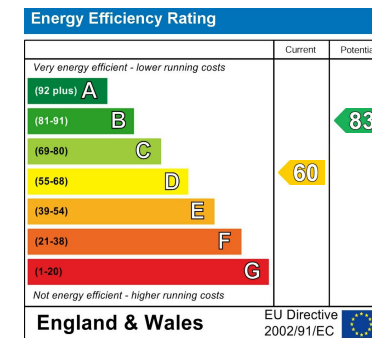 Energy Efficiency Rating
Current Potentia
Very energy efficient - lower running costs
(92 plus) A
(81-91) B
83
(69-80) C
(55-68) D
60
(39-54) E
(21-38) F
(1-20) G
Not energy efficient - higher running costs
England & Wales
EU Directive
2002/91/EC